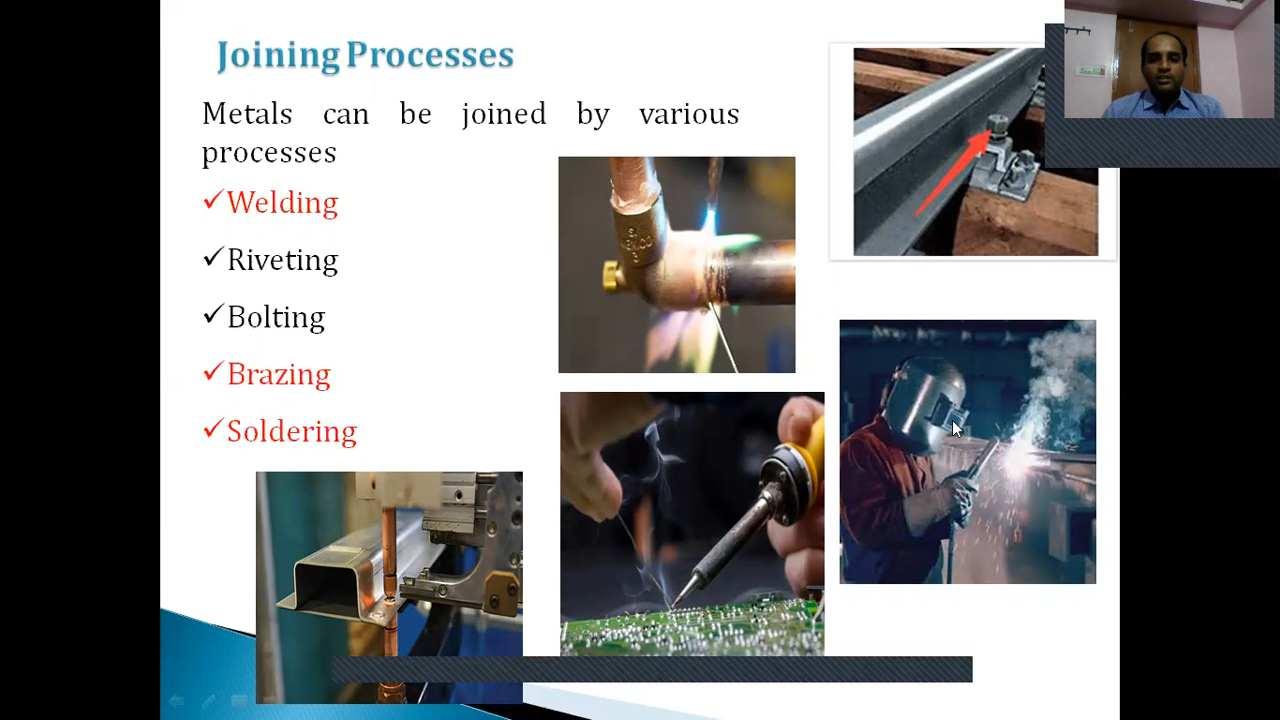 Joining Processes
Metals can be joined by various
processes
✓Welding
✓Riveting
✓Bolting
✓Brazing
✓Soldering